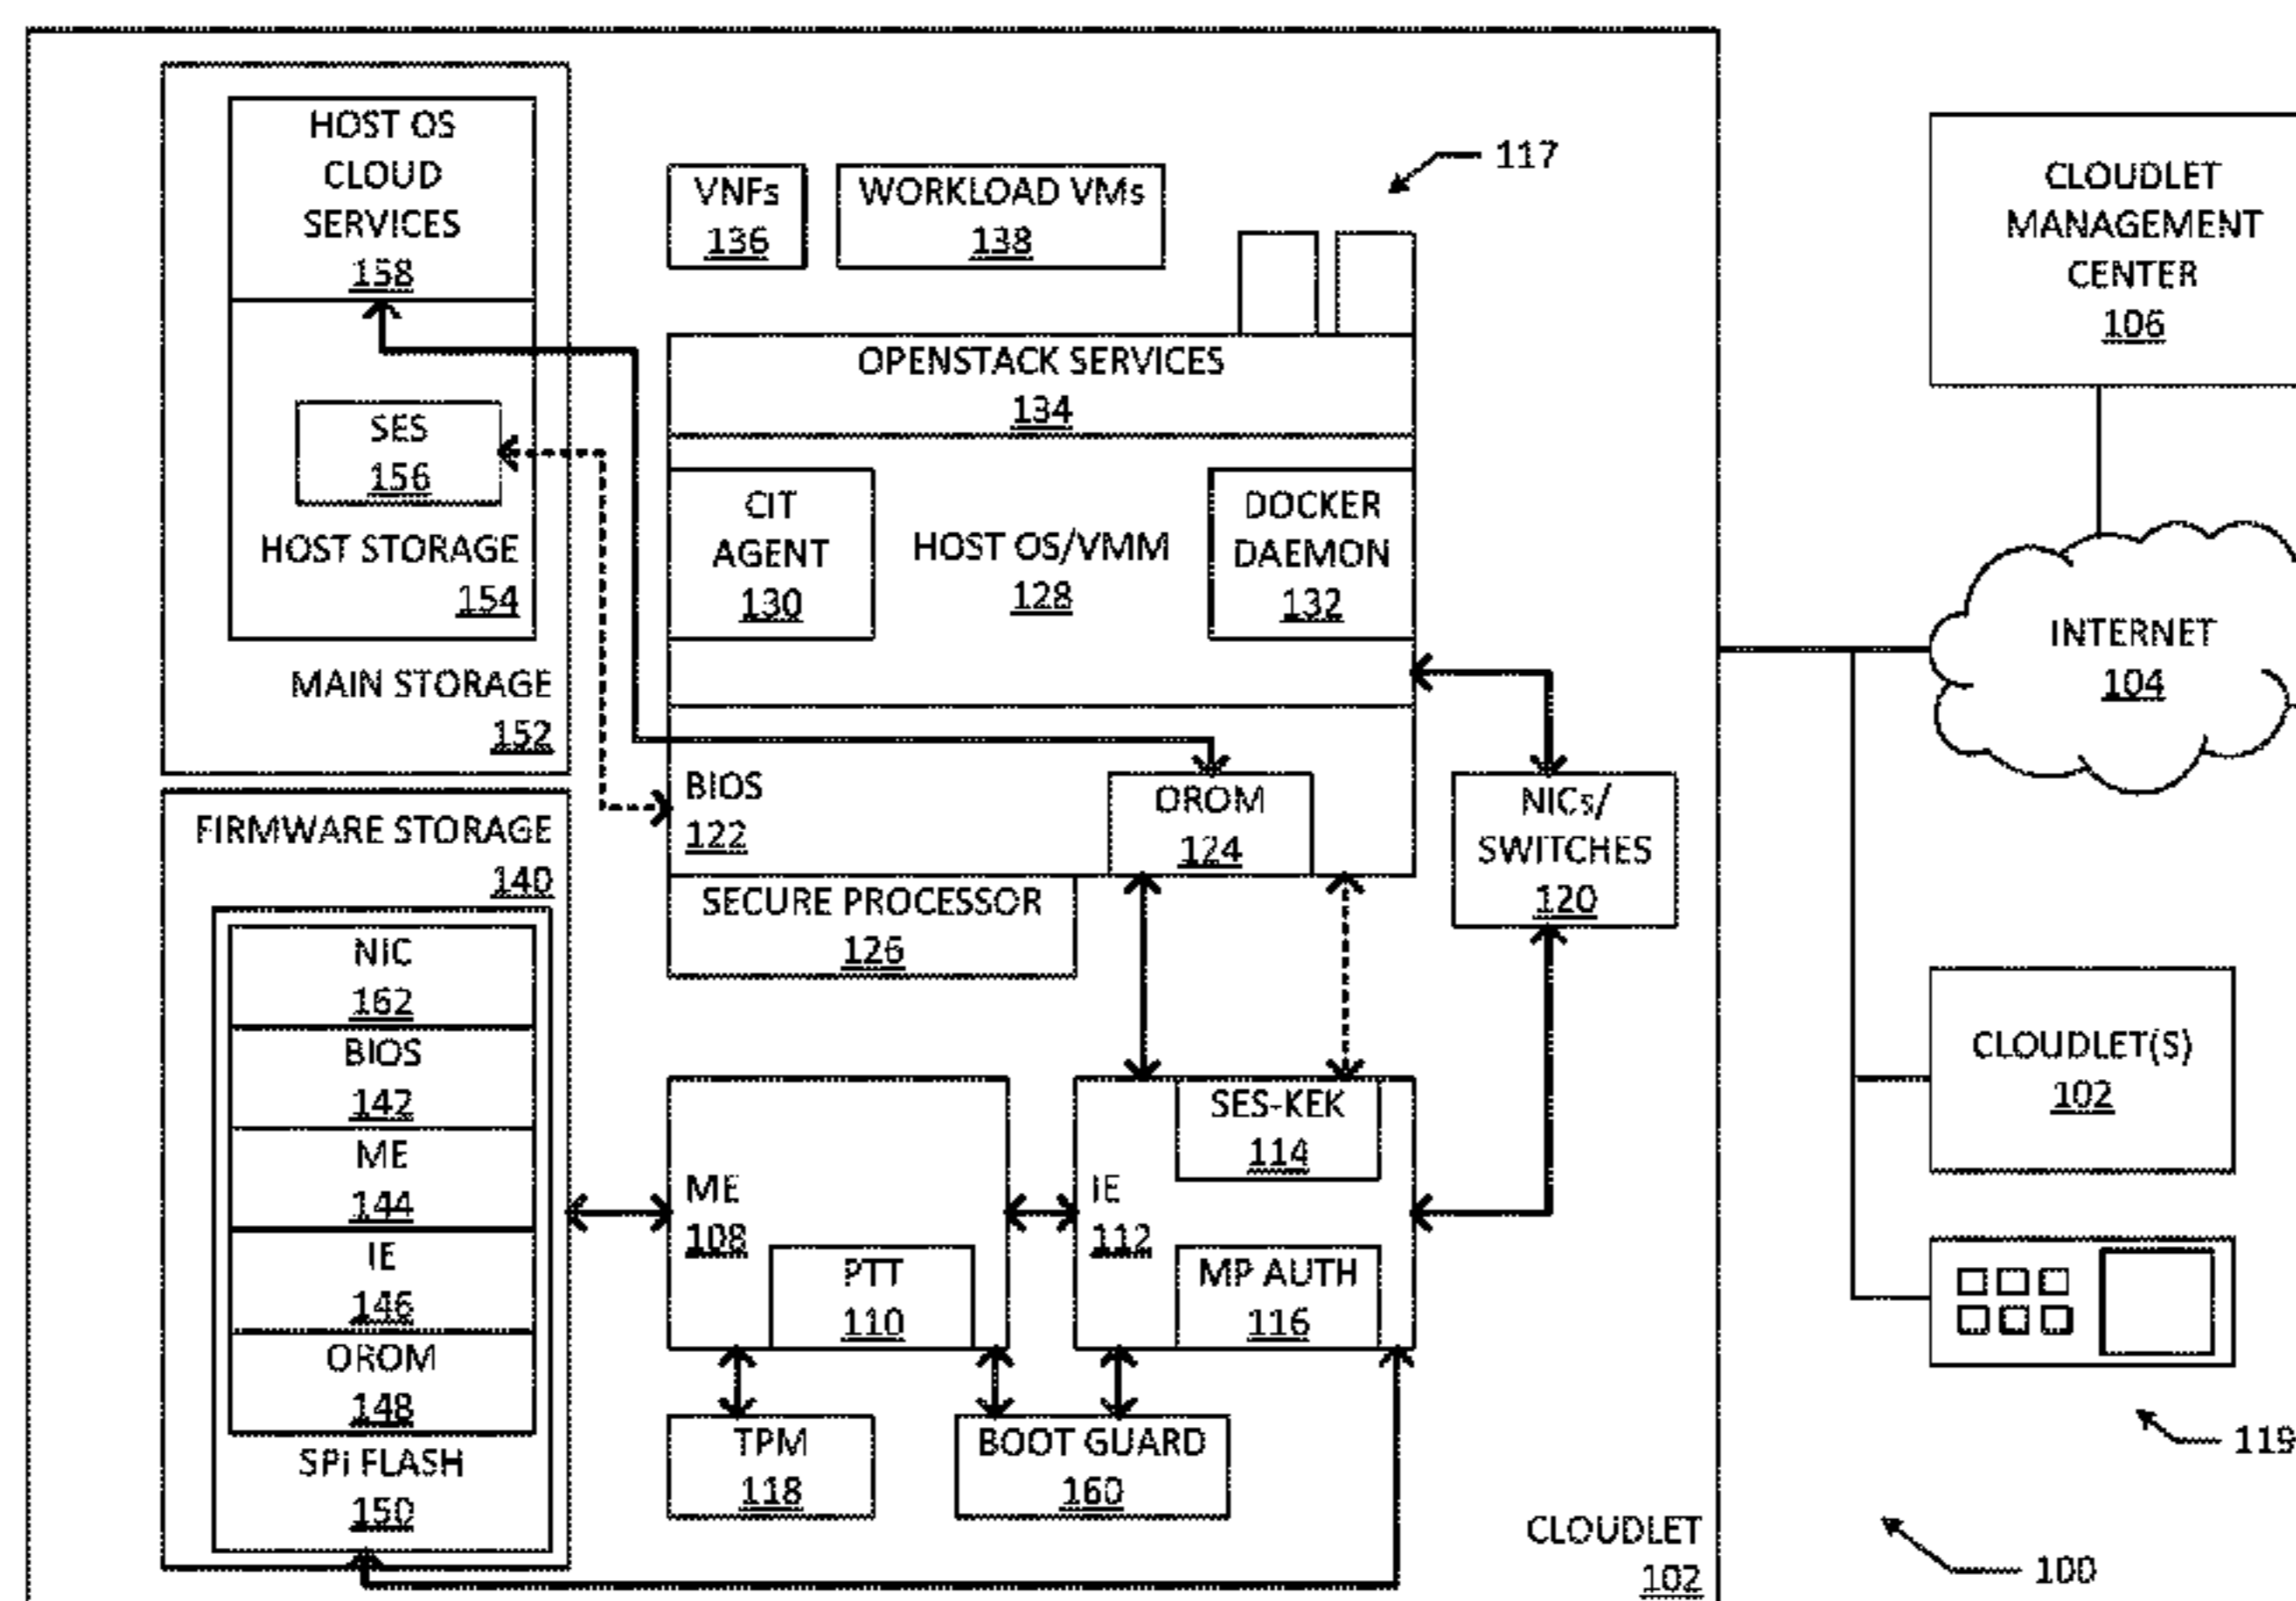 HOST OS
CLOUD
SERVICES
158
SES
156
HOST STORAGE
154
MAIN STORAGE
152
FIRMWARE STORAGE
140
NIC
162
BIOS
142
ME
144
IE
146
OROM
148
SPi FLASH
150
VNFs
136
WORKLOAD VMs
138
117
OPENSTACK SERVICES
134
CIT
AGENT
130
HOST OS/VMM
128
DOCKER
DAEMON
132
BIOS
122
OROM
124
SECURE PROCESSOR
126
NICs/
SWITCHES
120
ME
108
PTT
110
IE
112
SES-KEK
114
MP AUTH
116
TPM
118
BOOT GUARD
160
CLOUDLET
102
CLOUDLET
MANAGEMENT
CENTER
106
INTERNET
104
CLOUDLET(S)
102
119
100